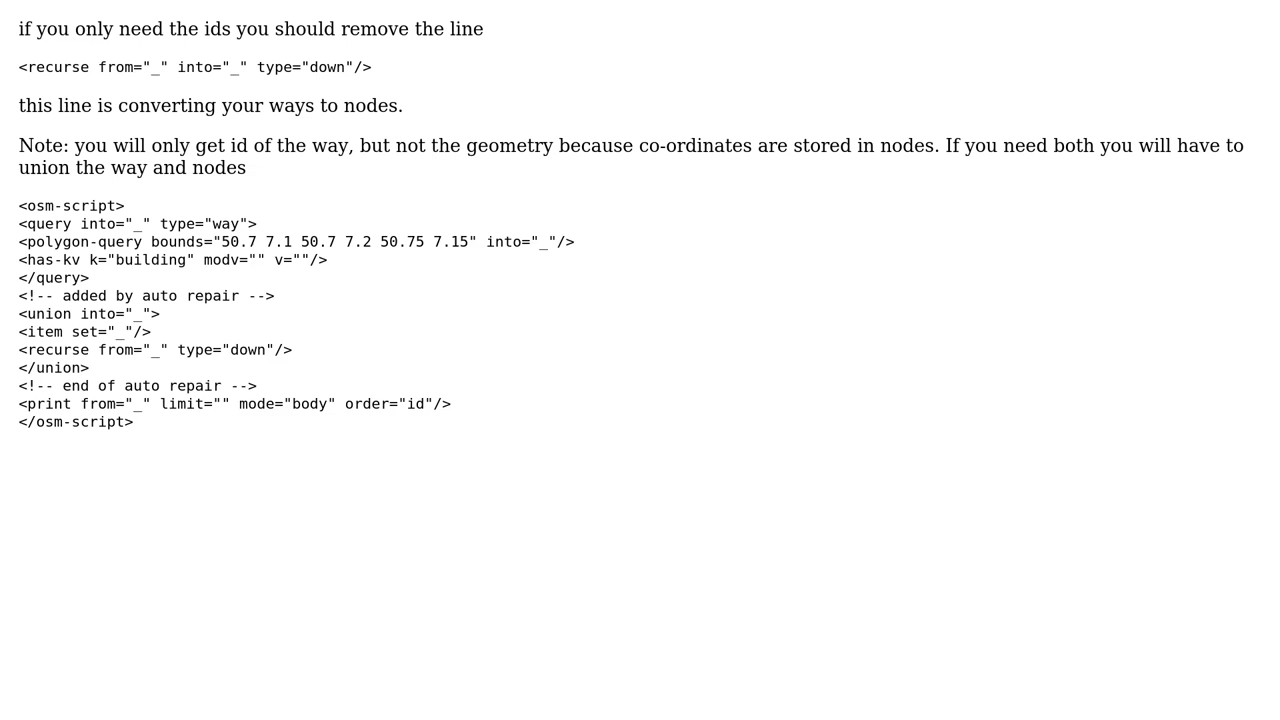 if you only need the ids you should remove the line
<recurse from="_" into="_" type="down"/>
this line is converting your ways to nodes.
Note: you will only get id of the way, but not the geometry because co-ordinates are stored in nodes. If you need both you will have to
union the way and nodes
<osm-script>
<query into="_" type="way">
<polygon-query bounds="50.7 7.1 50.7 7.2 50.75 7.15" into="_"/>
<has-kv k="building" modv="" v=""/>
</query>
<!-- added by auto repair -->
<union into="_">
<item set="_"/>
<recurse from="_" type="down"/>
</union>
<!-- end of auto repair -->
<print from="_" limit="" mode="body" order="id"/>
</osm-script>